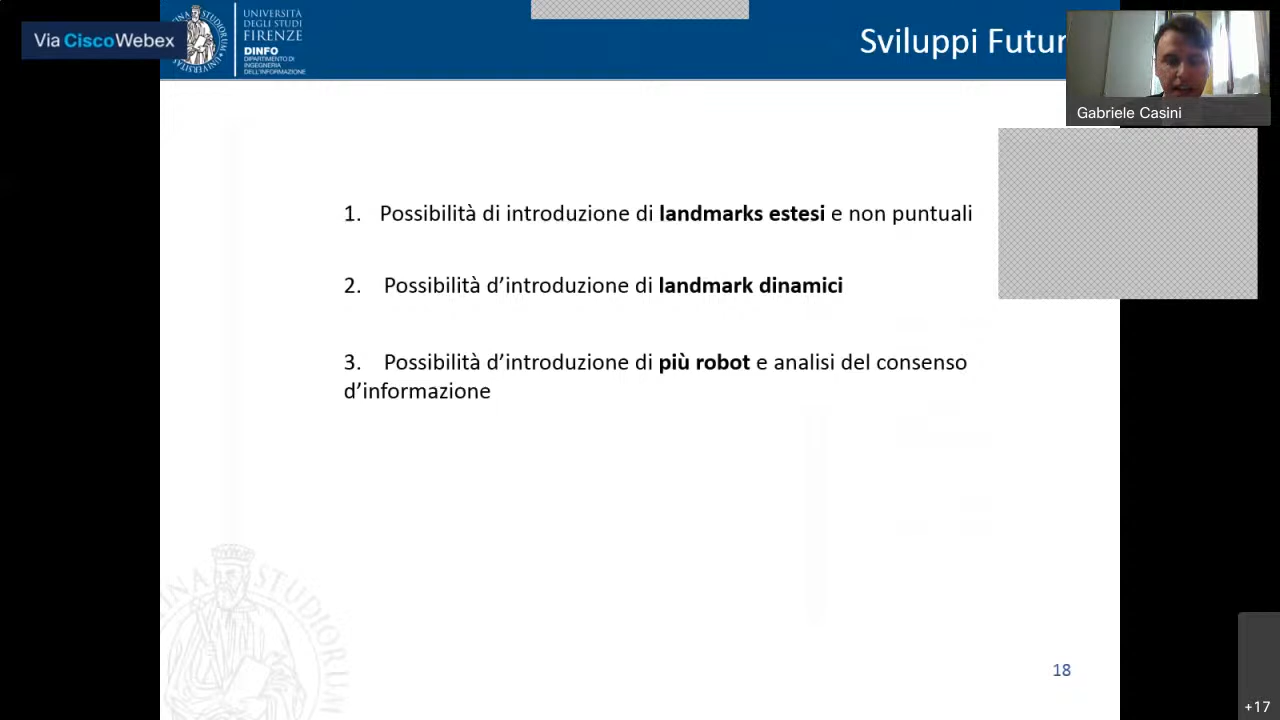 Via Cisco Webex
UNIVERSITÀ
DEGLI STUDI
FIRENZE
DINFO
DIPARTIMENTO DI
INGEGNERIA
DELL'INFORMAZIONE
Sviluppi Futur
Gabriele Casini
1. Possibilità di introduzione di landmarks estesi e non puntuali
2. Possibilità d’introduzione di landmark dinamici
3. Possibilità d’introduzione di più robot e analisi del consenso
d’informazione
18
+17